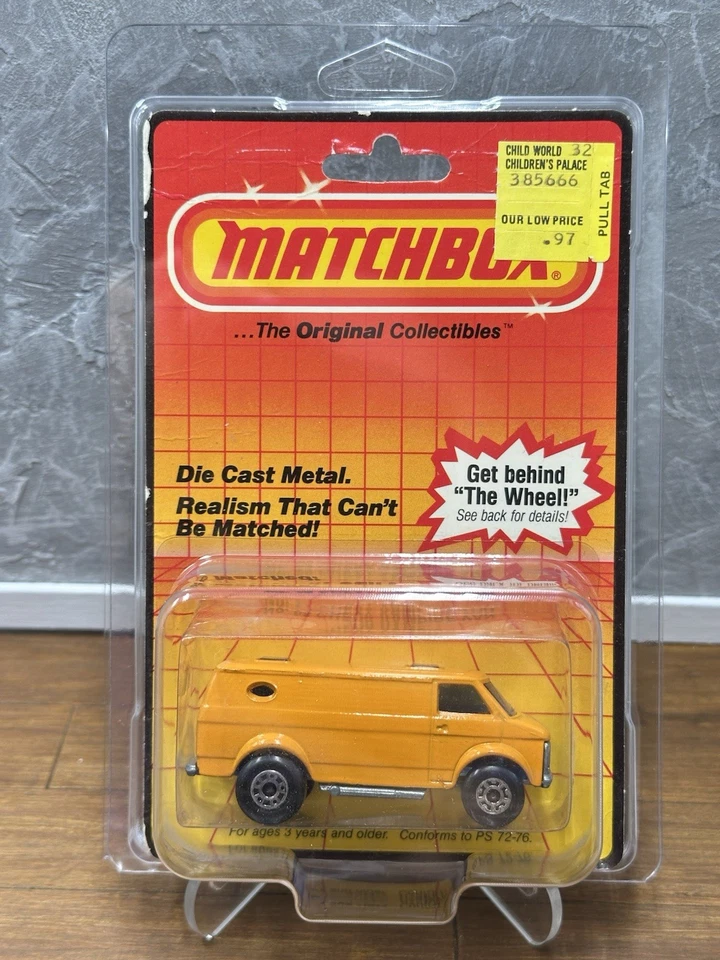 CHILD WORLD 32
CHILDREN'S PALACE
385666
OUR LOW PRICE
.97
PULL TAB
MATCHBOX®
...The Original Collectibles™
Die Cast Metal.
Realism That Can't
Be Matched!
Get behind
"The Wheel!"
See back for details!
For ages 3 years and older. Conforms to PS 72-76.